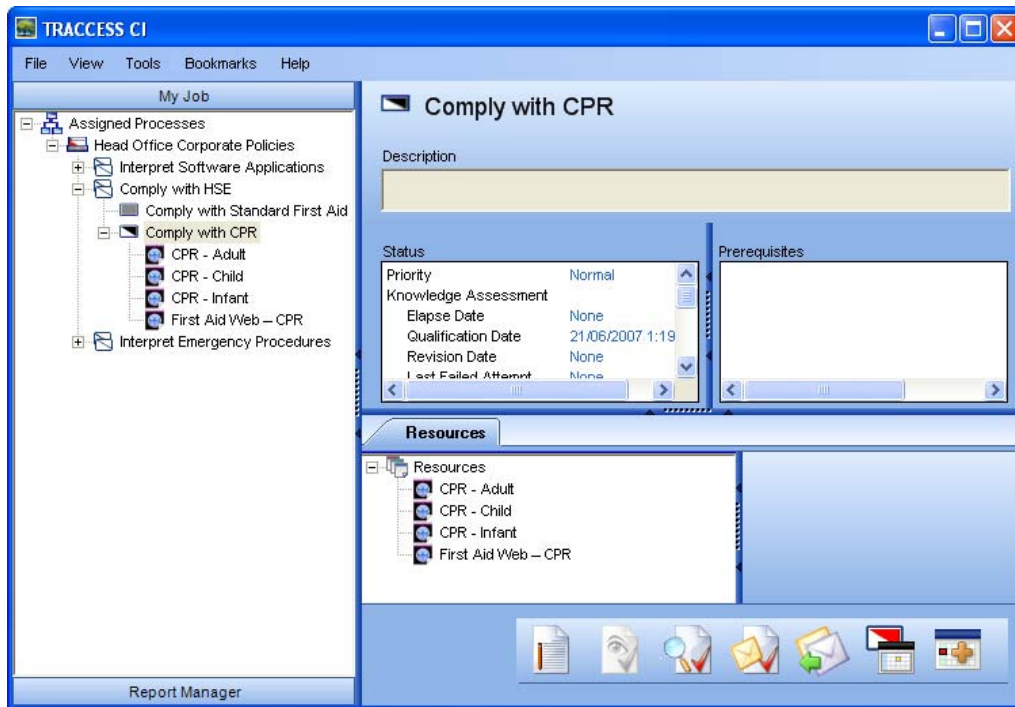 TRACCESS CI
File View Tools Bookmarks Help
My Job
Assigned Processes
Head Office Corporate Policies
Interpret Software Applications
Comply with HSE
Comply with Standard First Aid
Comply with CPR
CPR - Adult
CPR - Child
CPR - Infant
First Aid Web – CPR
Interpret Emergency Procedures
Report Manager
Comply with CPR
Description
Status
Priority Normal
Knowledge Assessment
Elapse Date None
Qualification Date 21/06/2007 1:19
Revision Date None
Last Failed Attempt None
Prerequisites
Resources
Resources
CPR - Adult
CPR - Child
CPR - Infant
First Aid Web – CPR